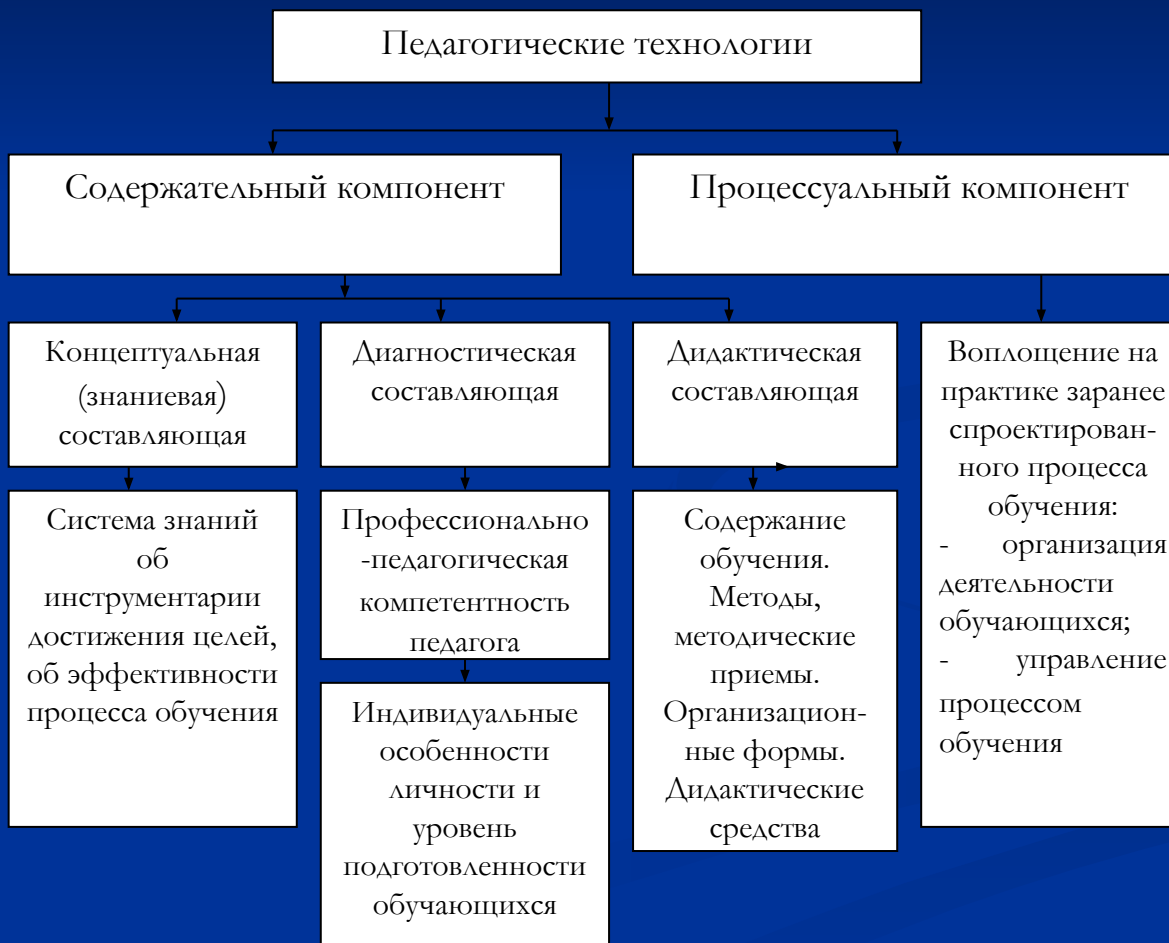 Педагогические технологии
Содержательный компонент
Процессуальный компонент
Концептуальная
(знаниевая)
составляющая
Диагностическая
составляющая
Дидактическая
составляющая
Воплощение на
практике заранее
спроектирован-
ного процесса
обучения:
- организация
деятельности
обучающихся;
- управление
процессом
обучения
Система знаний
об
инструментарии
достижения целей,
об эффективности
процесса обучения
Профессионально
-педагогическая
компетентность
педагога
Индивидуальные
особенности
личности и
уровень
подготовленности
обучающихся
Содержание
обучения.
Методы,
методические
приемы.
Организацион-
ные формы.
Дидактические
средства